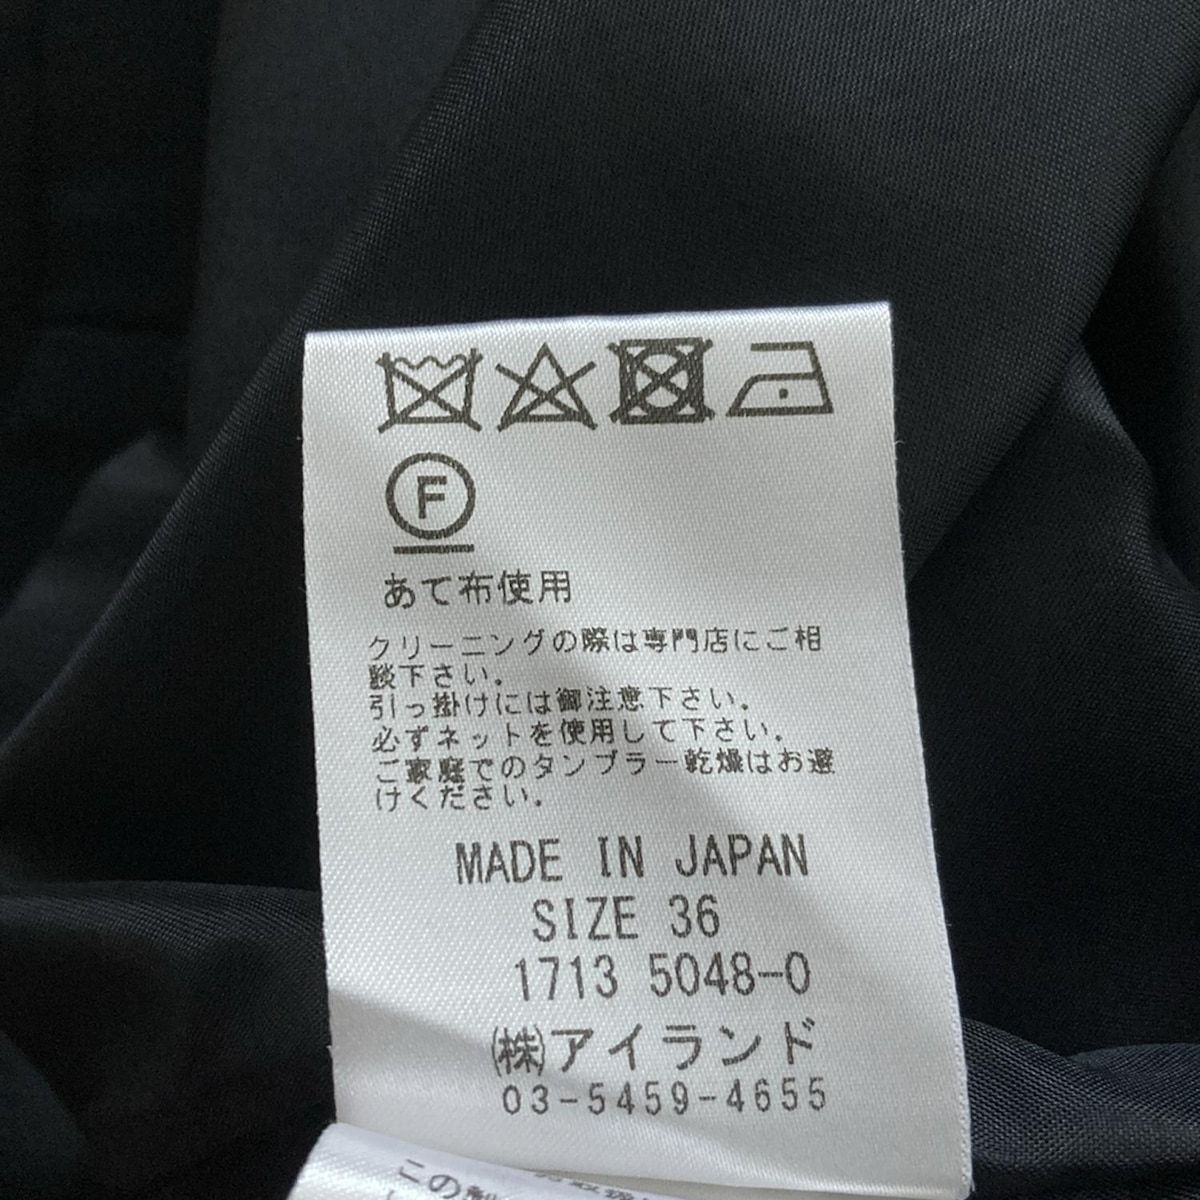 F
あて布使用
クリーニングの際は専門店にご相
談下さい。
引っ掛けには御注意下さい。
必ずネットを使用して下さい。
ご家庭でのタンブラー乾燥はお避
けください。
MADE IN JAPAN
SIZE 36
1713 5048-0
(株)アイランド
03-5459-4655
この製